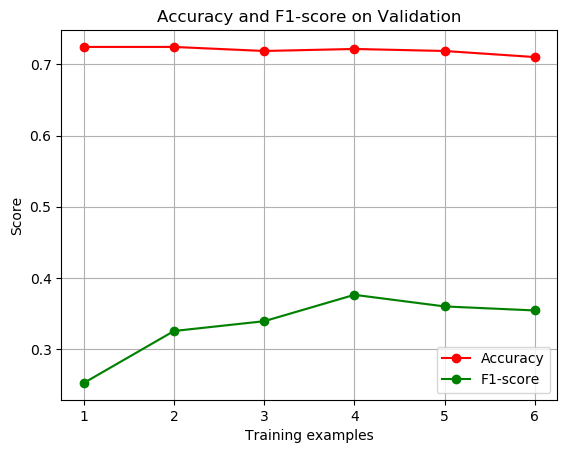 Accuracy and F1-score on Validation
Score
0.7
0.6
0.5
0.4
0.3
Accuracy
F1-score
1 2 3 4 5 6
Training examples